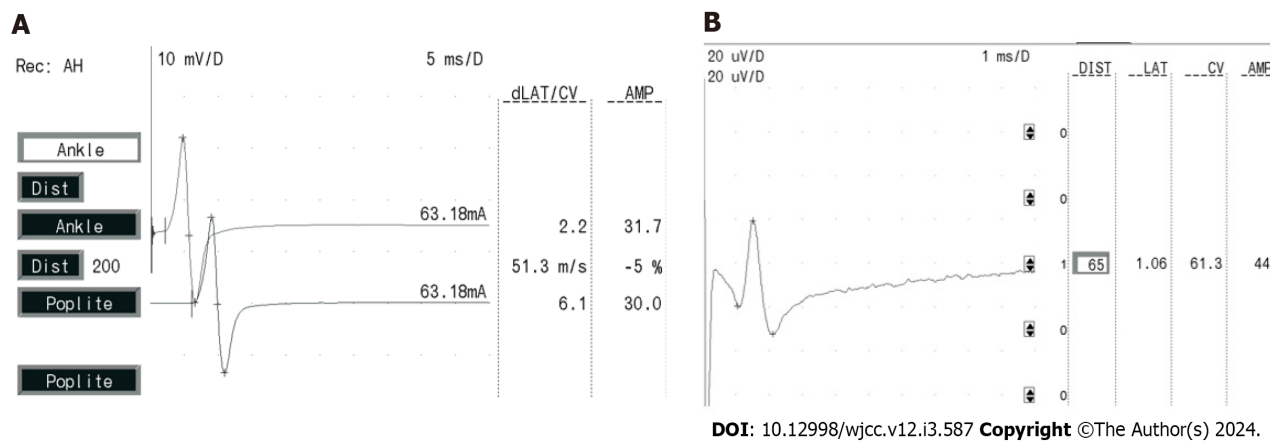 A
Rec: AH
10 mV/D 5 ms/D
dLAT/CV AMP
Ankle
Dist
Ankle 63.18mA 2.2 31.7
Dist 200 51.3 m/s -5 %
Poplite 63.18mA 6.1 30.0
Poplite
B
20 uV/D 1 ms/D
20 uV/D
DIST LAT CV AMP
0
0
1 65 1.06 61.3 44
0
0
DOI: 10.12998/wjcc.v12.i3.587 Copyright ©The Author(s) 2024.